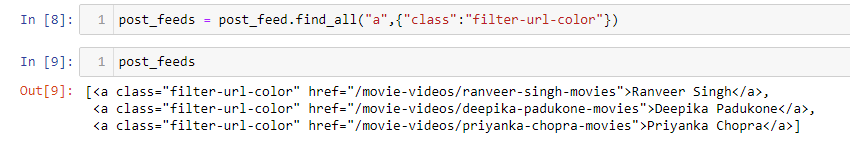 In [8]: 1 post_feeds = post_feed.find_all("a",{"class":"filter-url-color"})
In [9]: 1 post_feeds
Out[9]: [<a class="filter-url-color" href="/movie-videos/ranveer-singh-movies">Ranveer Singh</a>,
<a class="filter-url-color" href="/movie-videos/deepika-padukone-movies">Deepika Padukone</a>,
<a class="filter-url-color" href="/movie-videos/priyanka-chopra-movies">Priyanka Chopra</a>]